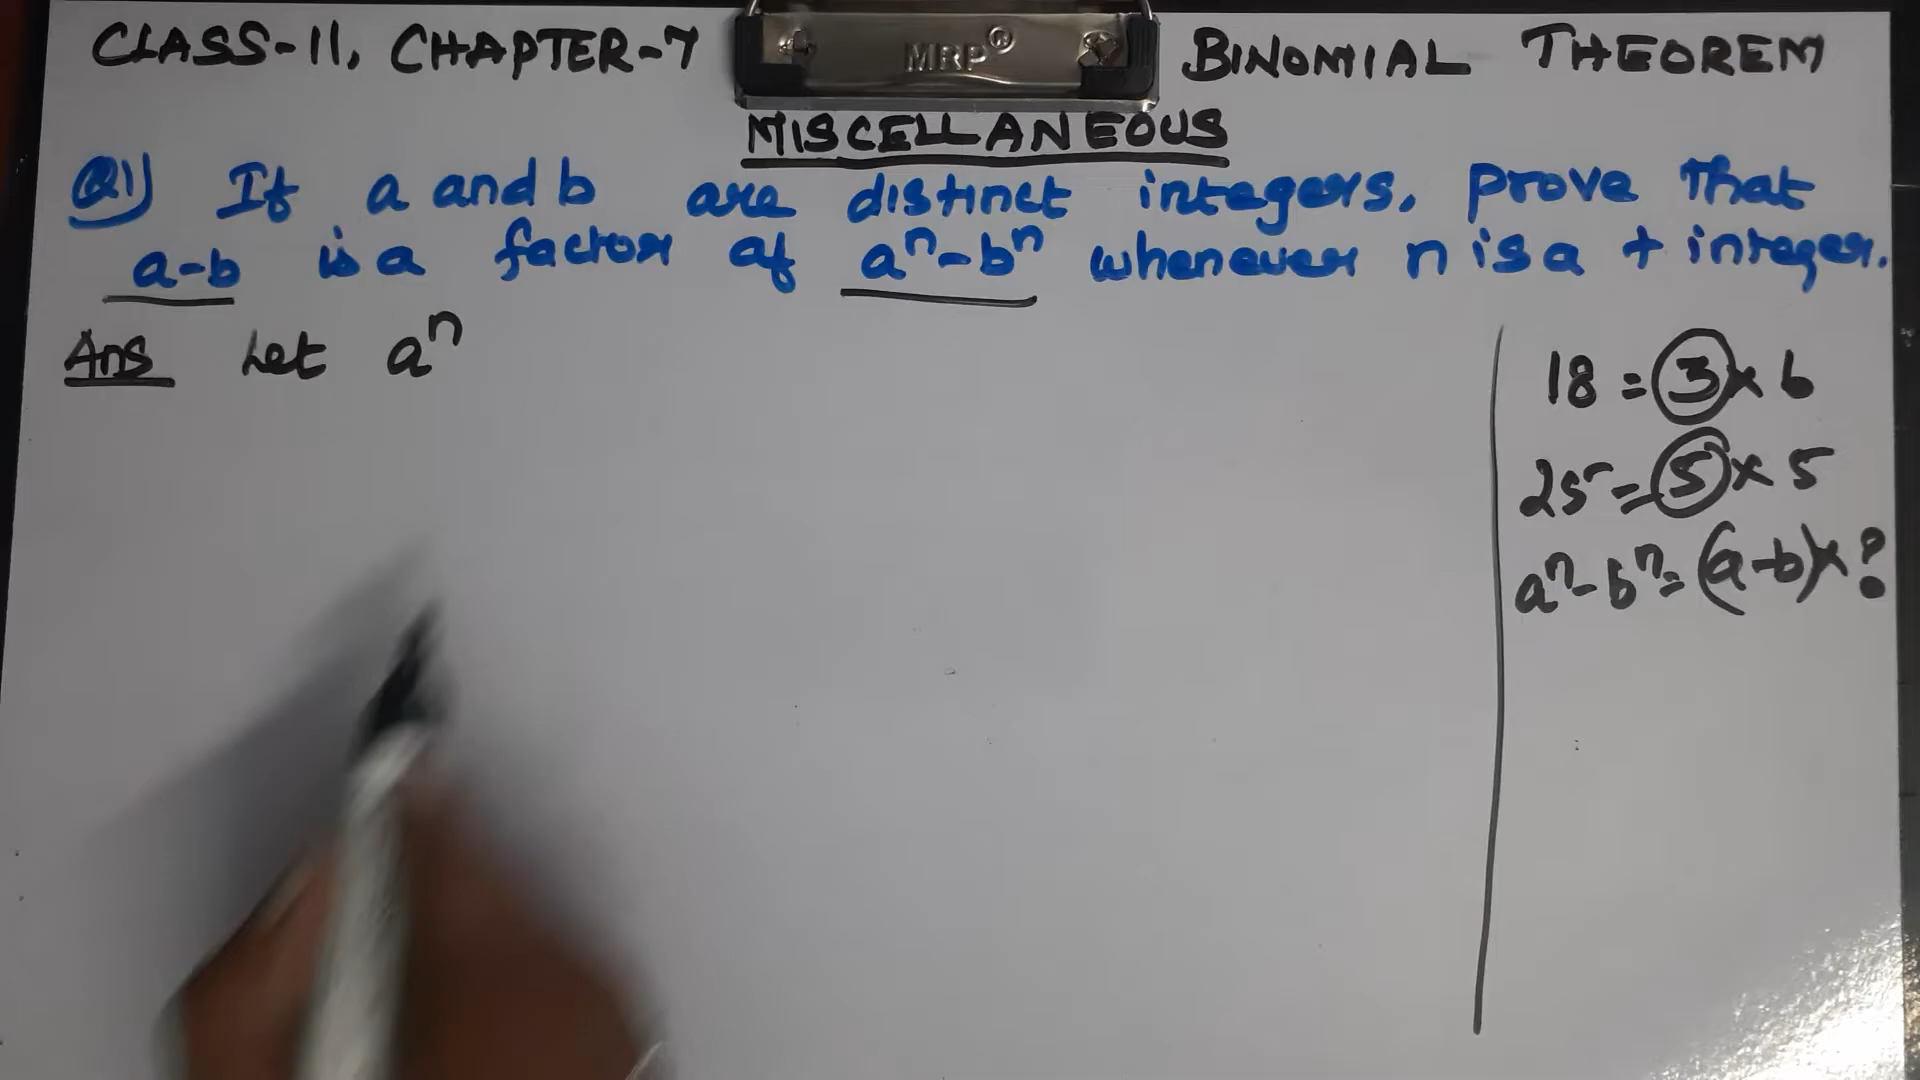 CLASS-11, CHAPTER-7 MRP® BINOMIAL THEOREM
MISCELLANEOUS
Q1) If a and b are distinct integers, prove that
a-b is a factor of aⁿ-bⁿ whenever n is a + integer.
Ans Let aⁿ
18 = 3 × 6
25 = 5 × 5
aⁿ-bⁿ = (a-b) × ?